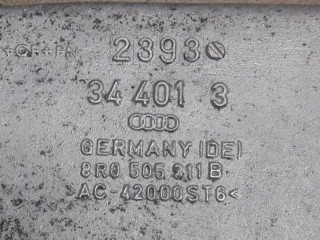 2393
34 401 3
GERMANY (DE)
8R0 505 311 B
>AC-42000ST6<